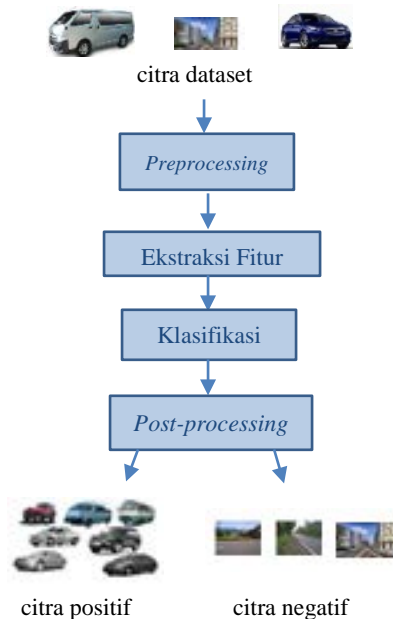 citra dataset
Preprocessing
Ekstraksi Fitur
Klasifikasi
Post-processing
citra positif
citra negatif